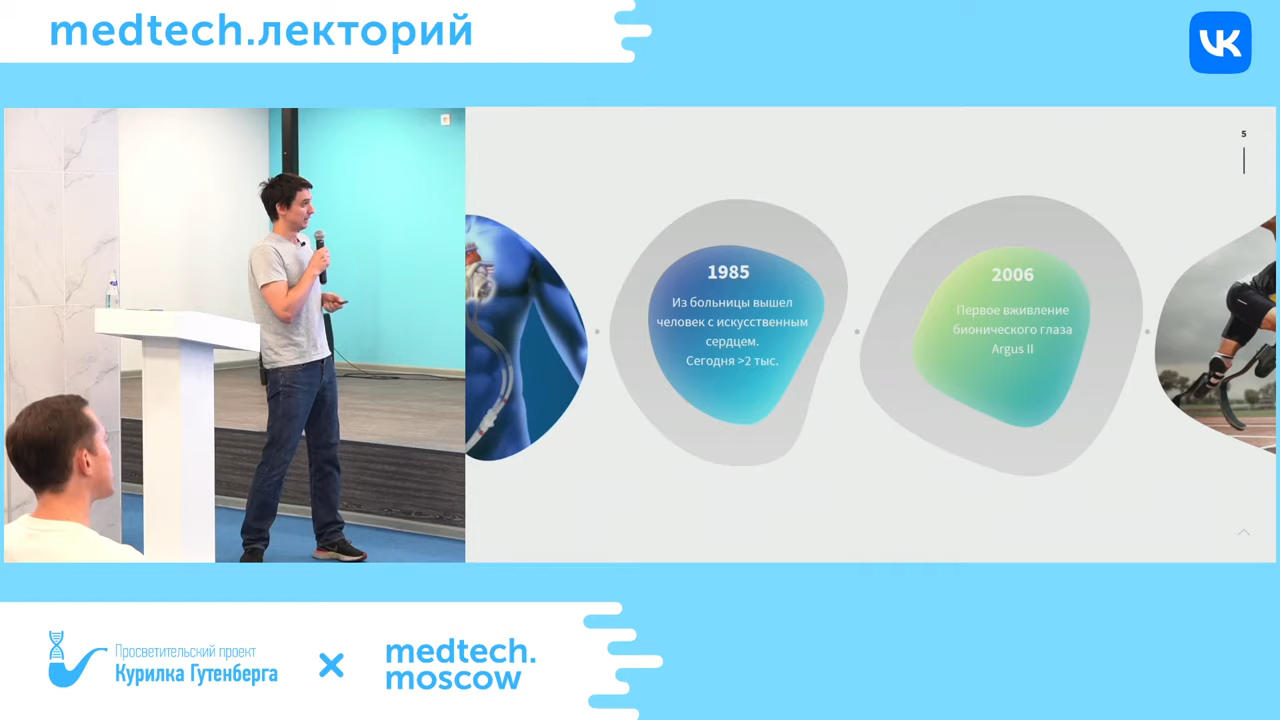 medtech.лекторий
VK
5
1985
Из больницы вышел
человек с искусственным
сердцем.
Сегодня >2 тыс.
2006
Первое вживление
бионического глаза
Argus II
Просветительский проект
Курилка Гутенберга
medtech.
moscow